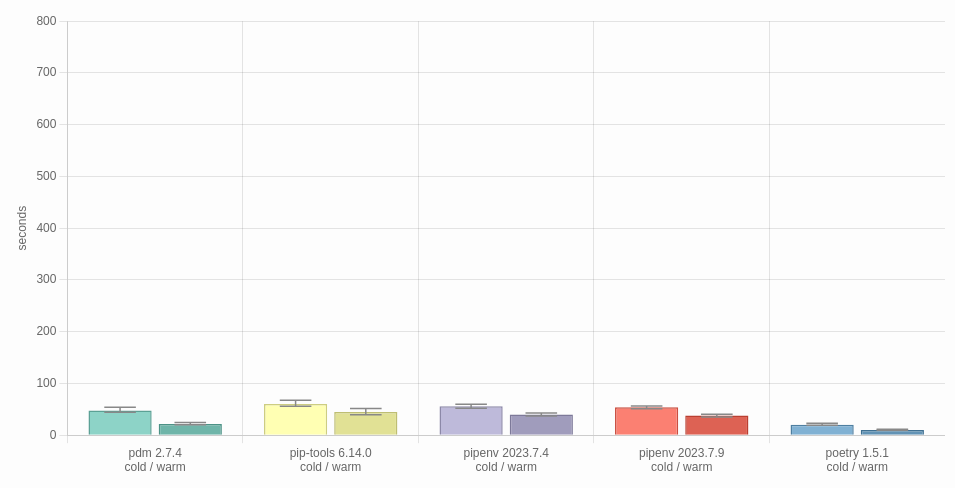 800
700
600
500
400
300
200
100
0
seconds
pdm 2.7.4
cold / warm
pip-tools 6.14.0
cold / warm
pipenv 2023.7.4
cold / warm
pipenv 2023.7.9
cold / warm
poetry 1.5.1
cold / warm